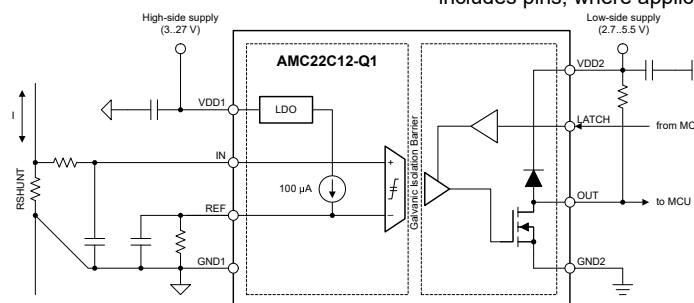 includes pins, where applic
High-side supply
(3..27 V)
Low-side supply
(2.7..5.5 V)
AMC22C12-Q1
VDD1
LDO
VDD2
I
LATCH
from MC
IN
+
100 µA
Galvanic Isolation Barrier
RSHUNT
OUT
to MCU
REF
–
GND1
GND2